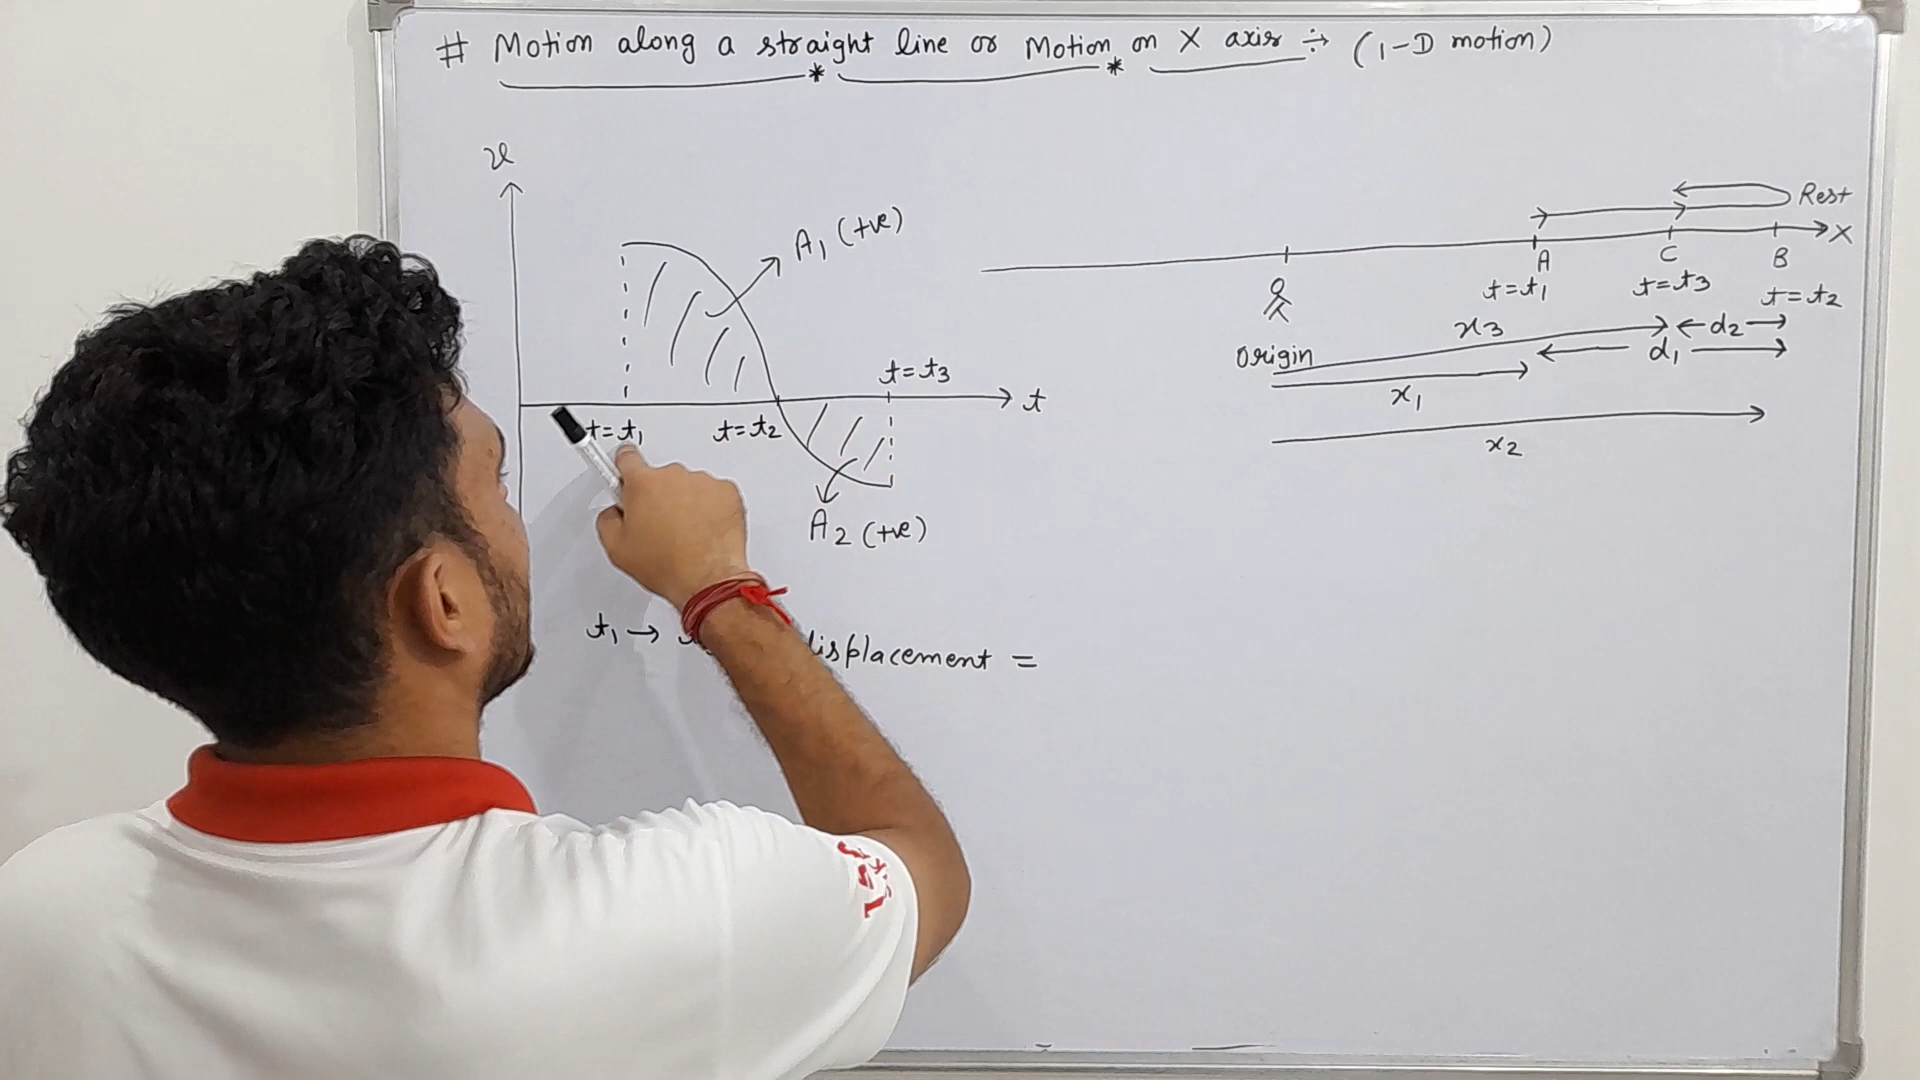 # Motion along a straight line or Motion on X axis ÷ (1-D motion)
v
A1 (+ve)
t = t1
t = t2
t = t3
t
A2 (+ve)
t1 → displacement =
Rest
X
A
C
B
t = t1
t = t3
t = t2
Origin
x3
d2
d1
x1
x2